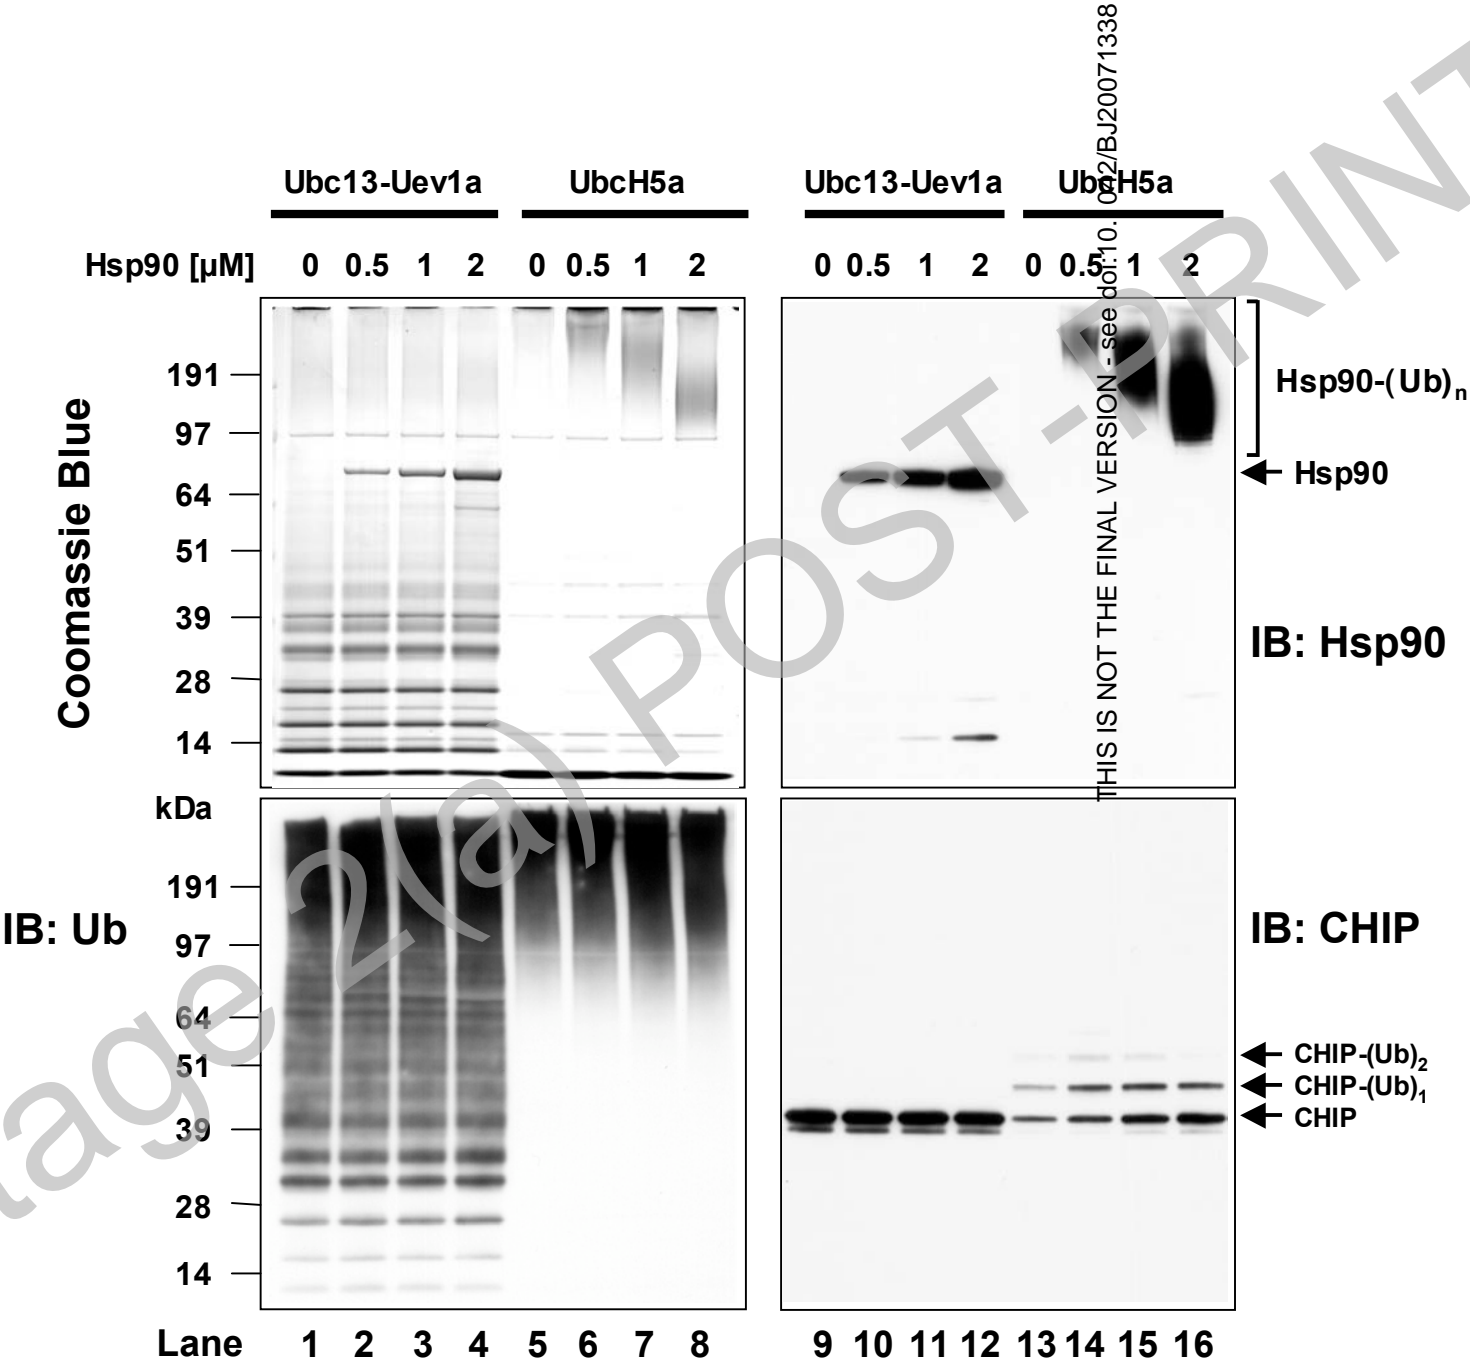 Ubc13-Uev1a UbcH5a Ubc13-Uev1a UbcH5a
Hsp90 [µM] 0 0.5 1 2 0 0.5 1 2 0 0.5 1 2 0 0.5 1 2
Coomassie Blue
191
97
64
51
39
28
14
kDa
Hsp90-(Ub)n
Hsp90
IB: Hsp90
IB: Ub
191
97
64
51
39
28
14
IB: CHIP
CHIP-(Ub)2
CHIP-(Ub)1
CHIP
Lane 1 2 3 4 5 6 7 8 9 10 11 12 13 14 15 16
THIS IS NOT THE FINAL VERSION - see doi:10.1042/BJ20071338
tage 2(a) POST-PRINT